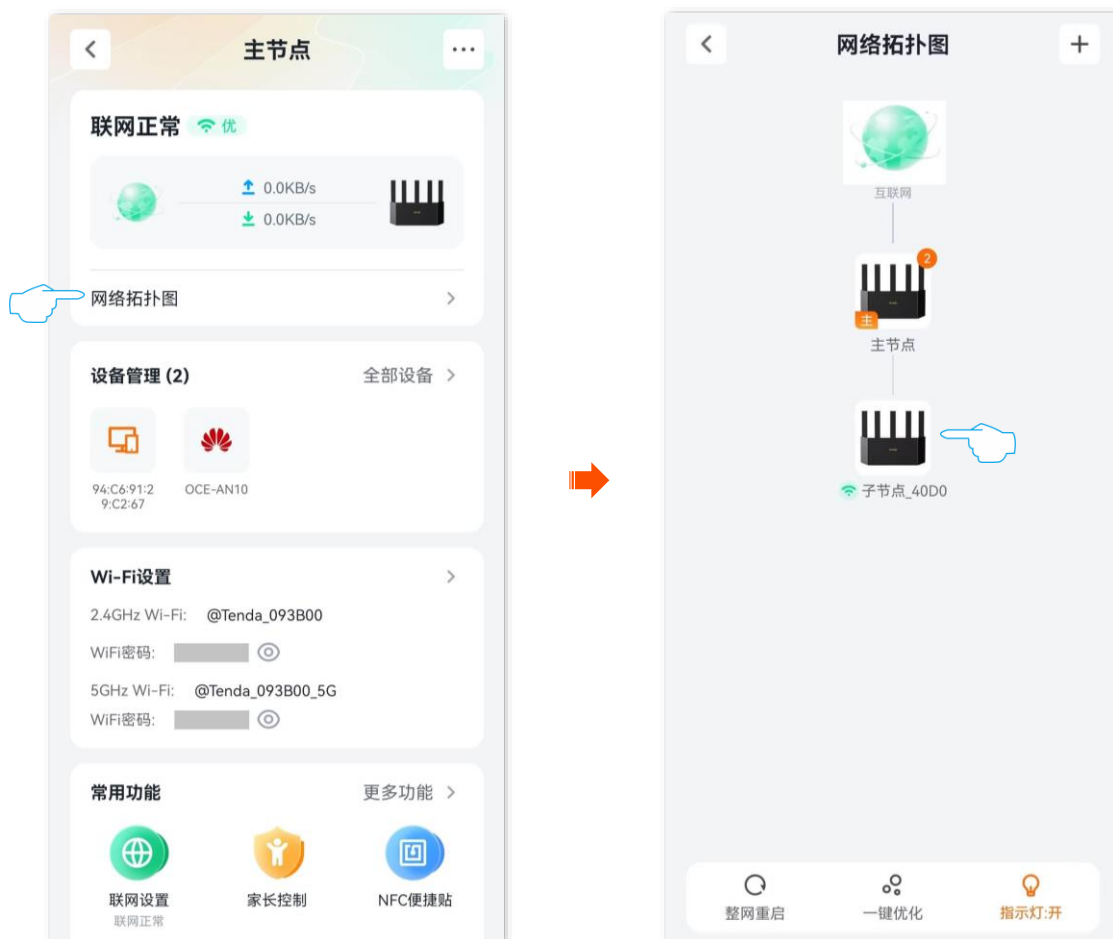 主节点
联网正常 优
0.0KB/s
0.0KB/s
网络拓扑图
设备管理 (2) 全部设备
94:C6:91:2
9:C2:67
OCE-AN10
Wi-Fi设置
2.4GHz Wi-Fi: @Tenda_093B00
WiFi密码:
5GHz Wi-Fi: @Tenda_093B00_5G
WiFi密码:
常用功能 更多功能
联网设置 家长控制 NFC便捷贴
联网正常
网络拓扑图
互联网
2
主
主节点
子节点_40D0
整网重启 一键优化 指示灯:开